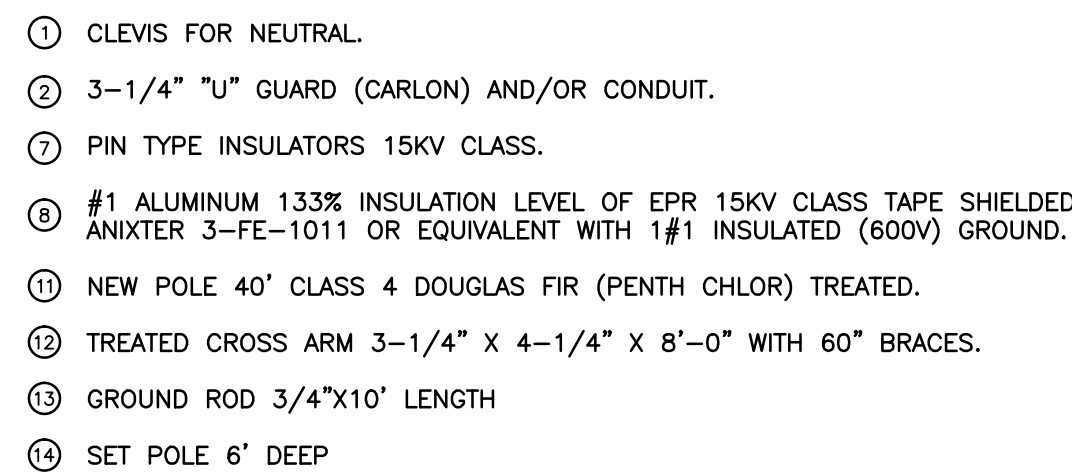 1 CLEVIS FOR NEUTRAL.
2 3-1/4" "U" GUARD (CARLON) AND/OR CONDUIT.
7 PIN TYPE INSULATORS 15KV CLASS.
8 #1 ALUMINUM 133% INSULATION LEVEL OF EPR 15KV CLASS TAPE SHIELDED
ANIXTER 3-FE-1011 OR EQUIVALENT WITH 1#1 INSULATED (600V) GROUND.
11 NEW POLE 40' CLASS 4 DOUGLAS FIR (PENTH CHLOR) TREATED.
12 TREATED CROSS ARM 3-1/4" X 4-1/4" X 8'-0" WITH 60" BRACES.
13 GROUND ROD 3/4"X10' LENGTH
14 SET POLE 6' DEEP